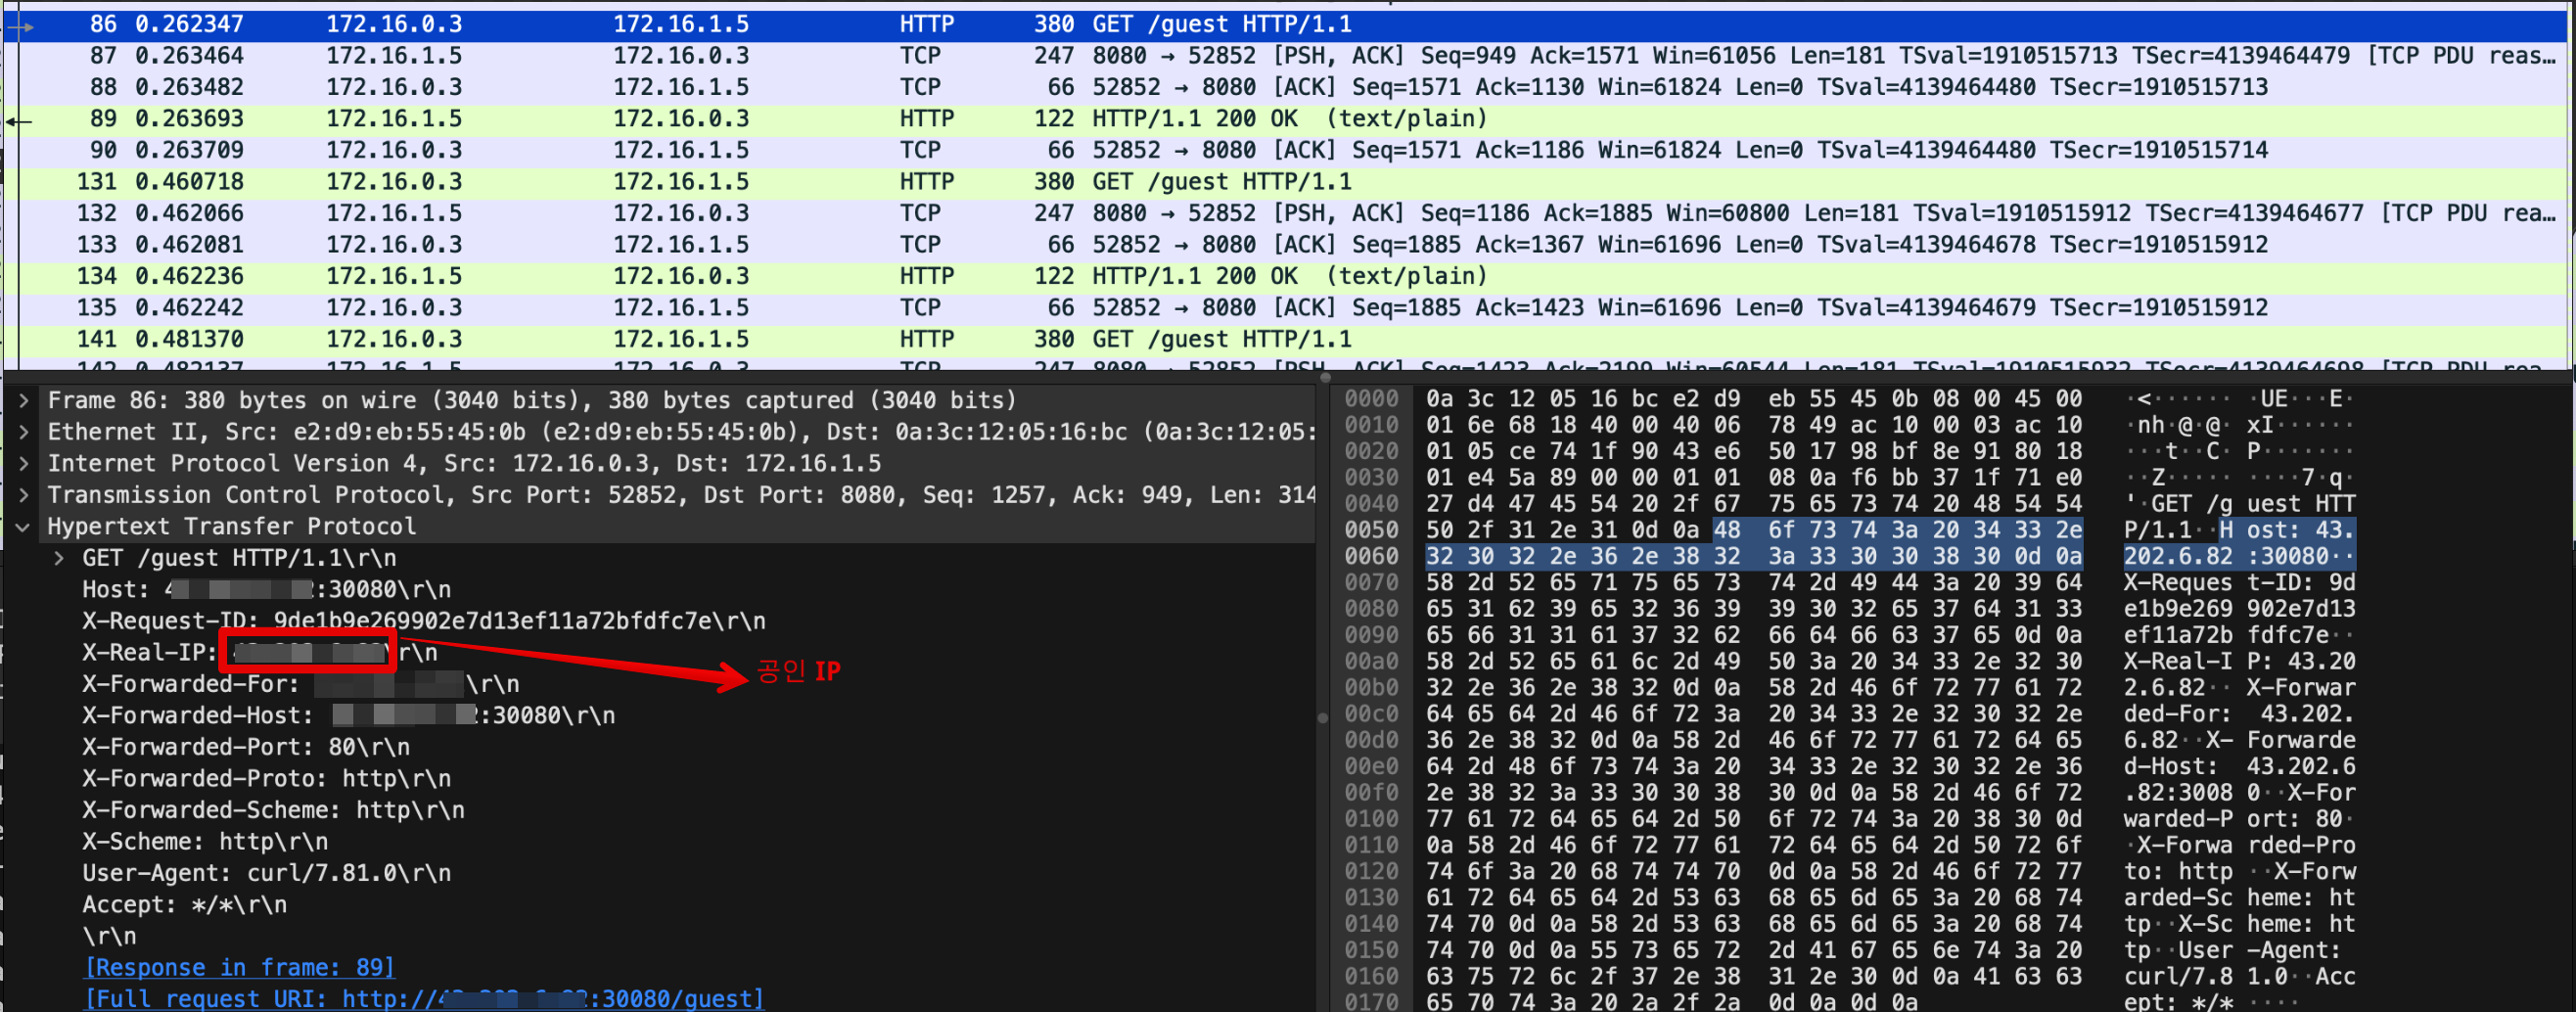 86 0.262347 172.16.0.3 172.16.1.5 HTTP 380 GET /guest HTTP/1.1
87 0.263464 172.16.1.5 172.16.0.3 TCP 247 8080 → 52852 [PSH, ACK] Seq=949 Ack=1571 Win=61056 Len=181 TSval=1910515713 TSecr=4139464479 [TCP PDU reas…
88 0.263482 172.16.0.3 172.16.1.5 TCP 66 52852 → 8080 [ACK] Seq=1571 Ack=1130 Win=61824 Len=0 TSval=4139464480 TSecr=1910515713
89 0.263693 172.16.1.5 172.16.0.3 HTTP 122 HTTP/1.1 200 OK (text/plain)
90 0.263709 172.16.0.3 172.16.1.5 TCP 66 52852 → 8080 [ACK] Seq=1571 Ack=1186 Win=61824 Len=0 TSval=4139464480 TSecr=1910515714
131 0.460718 172.16.0.3 172.16.1.5 HTTP 380 GET /guest HTTP/1.1
132 0.462066 172.16.1.5 172.16.0.3 TCP 247 8080 → 52852 [PSH, ACK] Seq=1186 Ack=1885 Win=60800 Len=181 TSval=1910515912 TSecr=4139464677 [TCP PDU rea…
133 0.462081 172.16.0.3 172.16.1.5 TCP 66 52852 → 8080 [ACK] Seq=1885 Ack=1367 Win=61696 Len=0 TSval=4139464678 TSecr=1910515912
134 0.462236 172.16.1.5 172.16.0.3 HTTP 122 HTTP/1.1 200 OK (text/plain)
135 0.462242 172.16.0.3 172.16.1.5 TCP 66 52852 → 8080 [ACK] Seq=1885 Ack=1423 Win=61696 Len=0 TSval=4139464679 TSecr=1910515912
141 0.481370 172.16.0.3 172.16.1.5 HTTP 380 GET /guest HTTP/1.1
142 0.482137 172.16.1.5 172.16.0.3 TCP 247 8080 → 52852 [PSH, ACK] Seq=1423 Ack=2199 Win=60544 Len=181 TSval=1910515932 TSecr=4139464698 [TCP PDU rea…
Frame 86: 380 bytes on wire (3040 bits), 380 bytes captured (3040 bits)
Ethernet II, Src: e2:d9:eb:55:45:0b (e2:d9:eb:55:45:0b), Dst: 0a:3c:12:05:16:bc (0a:3c:12:05:
Internet Protocol Version 4, Src: 172.16.0.3, Dst: 172.16.1.5
Transmission Control Protocol, Src Port: 52852, Dst Port: 8080, Seq: 1257, Ack: 949, Len: 314
Hypertext Transfer Protocol
GET /guest HTTP/1.1\r\n
Host: :30080\r\n
X-Request-ID: 9de1b9e269902e7d13ef11a72bfdfc7e\r\n
X-Real-IP: \r\n
공인 IP
X-Forwarded-For: \r\n
X-Forwarded-Host: :30080\r\n
X-Forwarded-Port: 80\r\n
X-Forwarded-Proto: http\r\n
X-Forwarded-Scheme: http\r\n
X-Scheme: http\r\n
User-Agent: curl/7.81.0\r\n
Accept: */*\r\n
\r\n
[Response in frame: 89]
[Full request URI: http:// :30080/guest]
0000 0a 3c 12 05 16 bc e2 d9 eb 55 45 0b 08 00 45 00 ·<······ ·UE···E·
0010 01 6e 68 18 40 00 40 06 78 49 ac 10 00 03 ac 10 ·nh·@·@· xI······
0020 01 05 ce 74 1f 90 43 e6 50 17 98 bf 8e 91 80 18 ···t··C· P·······
0030 01 e4 5a 89 00 00 01 01 08 0a f6 bb 37 1f 71 e0 ··Z····· ····7·q·
0040 27 d4 47 45 54 20 2f 67 75 65 73 74 20 48 54 54 '·GET /g uest HTT
0050 50 2f 31 2e 31 0d 0a 48 6f 73 74 3a 20 34 33 2e P/1.1··H ost: 43.
0060 32 30 32 2e 36 2e 38 32 3a 33 30 30 38 30 0d 0a 202.6.82 :30080··
0070 58 2d 52 65 71 75 65 73 74 2d 49 44 3a 20 39 64 X-Reques t-ID: 9d
0080 65 31 62 39 65 32 36 39 39 30 32 65 37 64 31 33 e1b9e269 902e7d13
0090 65 66 31 31 61 37 32 62 66 64 66 63 37 65 0d 0a ef11a72b fdfc7e··
00a0 58 2d 52 65 61 6c 2d 49 50 3a 20 34 33 2e 32 30 X-Real-I P: 43.20
00b0 32 2e 36 2e 38 32 0d 0a 58 2d 46 6f 72 77 61 72 2.6.82·· X-Forwar
00c0 64 65 64 2d 46 6f 72 3a 20 34 33 2e 32 30 32 2e ded-For: 43.202.
00d0 36 2e 38 32 0d 0a 58 2d 46 6f 72 77 61 72 64 65 6.82··X- Forwarde
00e0 64 2d 48 6f 73 74 3a 20 34 33 2e 32 30 32 2e 36 d-Host: 43.202.6
00f0 2e 38 32 3a 33 30 30 38 30 0d 0a 58 2d 46 6f 72 .82:3008 0··X-For
0100 77 61 72 64 65 64 2d 50 6f 72 74 3a 20 38 30 0d warded-P ort: 80·
0110 0a 58 2d 46 6f 72 77 61 72 64 65 64 2d 50 72 6f ·X-Forwa rded-Pro
0120 74 6f 3a 20 68 74 74 70 0d 0a 58 2d 46 6f 72 77 to: http ··X-Forw
0130 61 72 64 65 64 2d 53 63 68 65 6d 65 3a 20 68 74 arded-Sc heme: ht
0140 74 70 0d 0a 58 2d 53 63 68 65 6d 65 3a 20 68 74 tp··X-Sc heme: ht
0150 74 70 0d 0a 55 73 65 72 2d 41 67 65 6e 74 3a 20 tp··User -Agent:
0160 63 75 72 6c 2f 37 2e 38 31 2e 30 0d 0a 41 63 63 curl/7.8 1.0··Acc
0170 65 70 74 3a 20 2a 2f 2a 0d 0a 0d 0a ept: */* ····